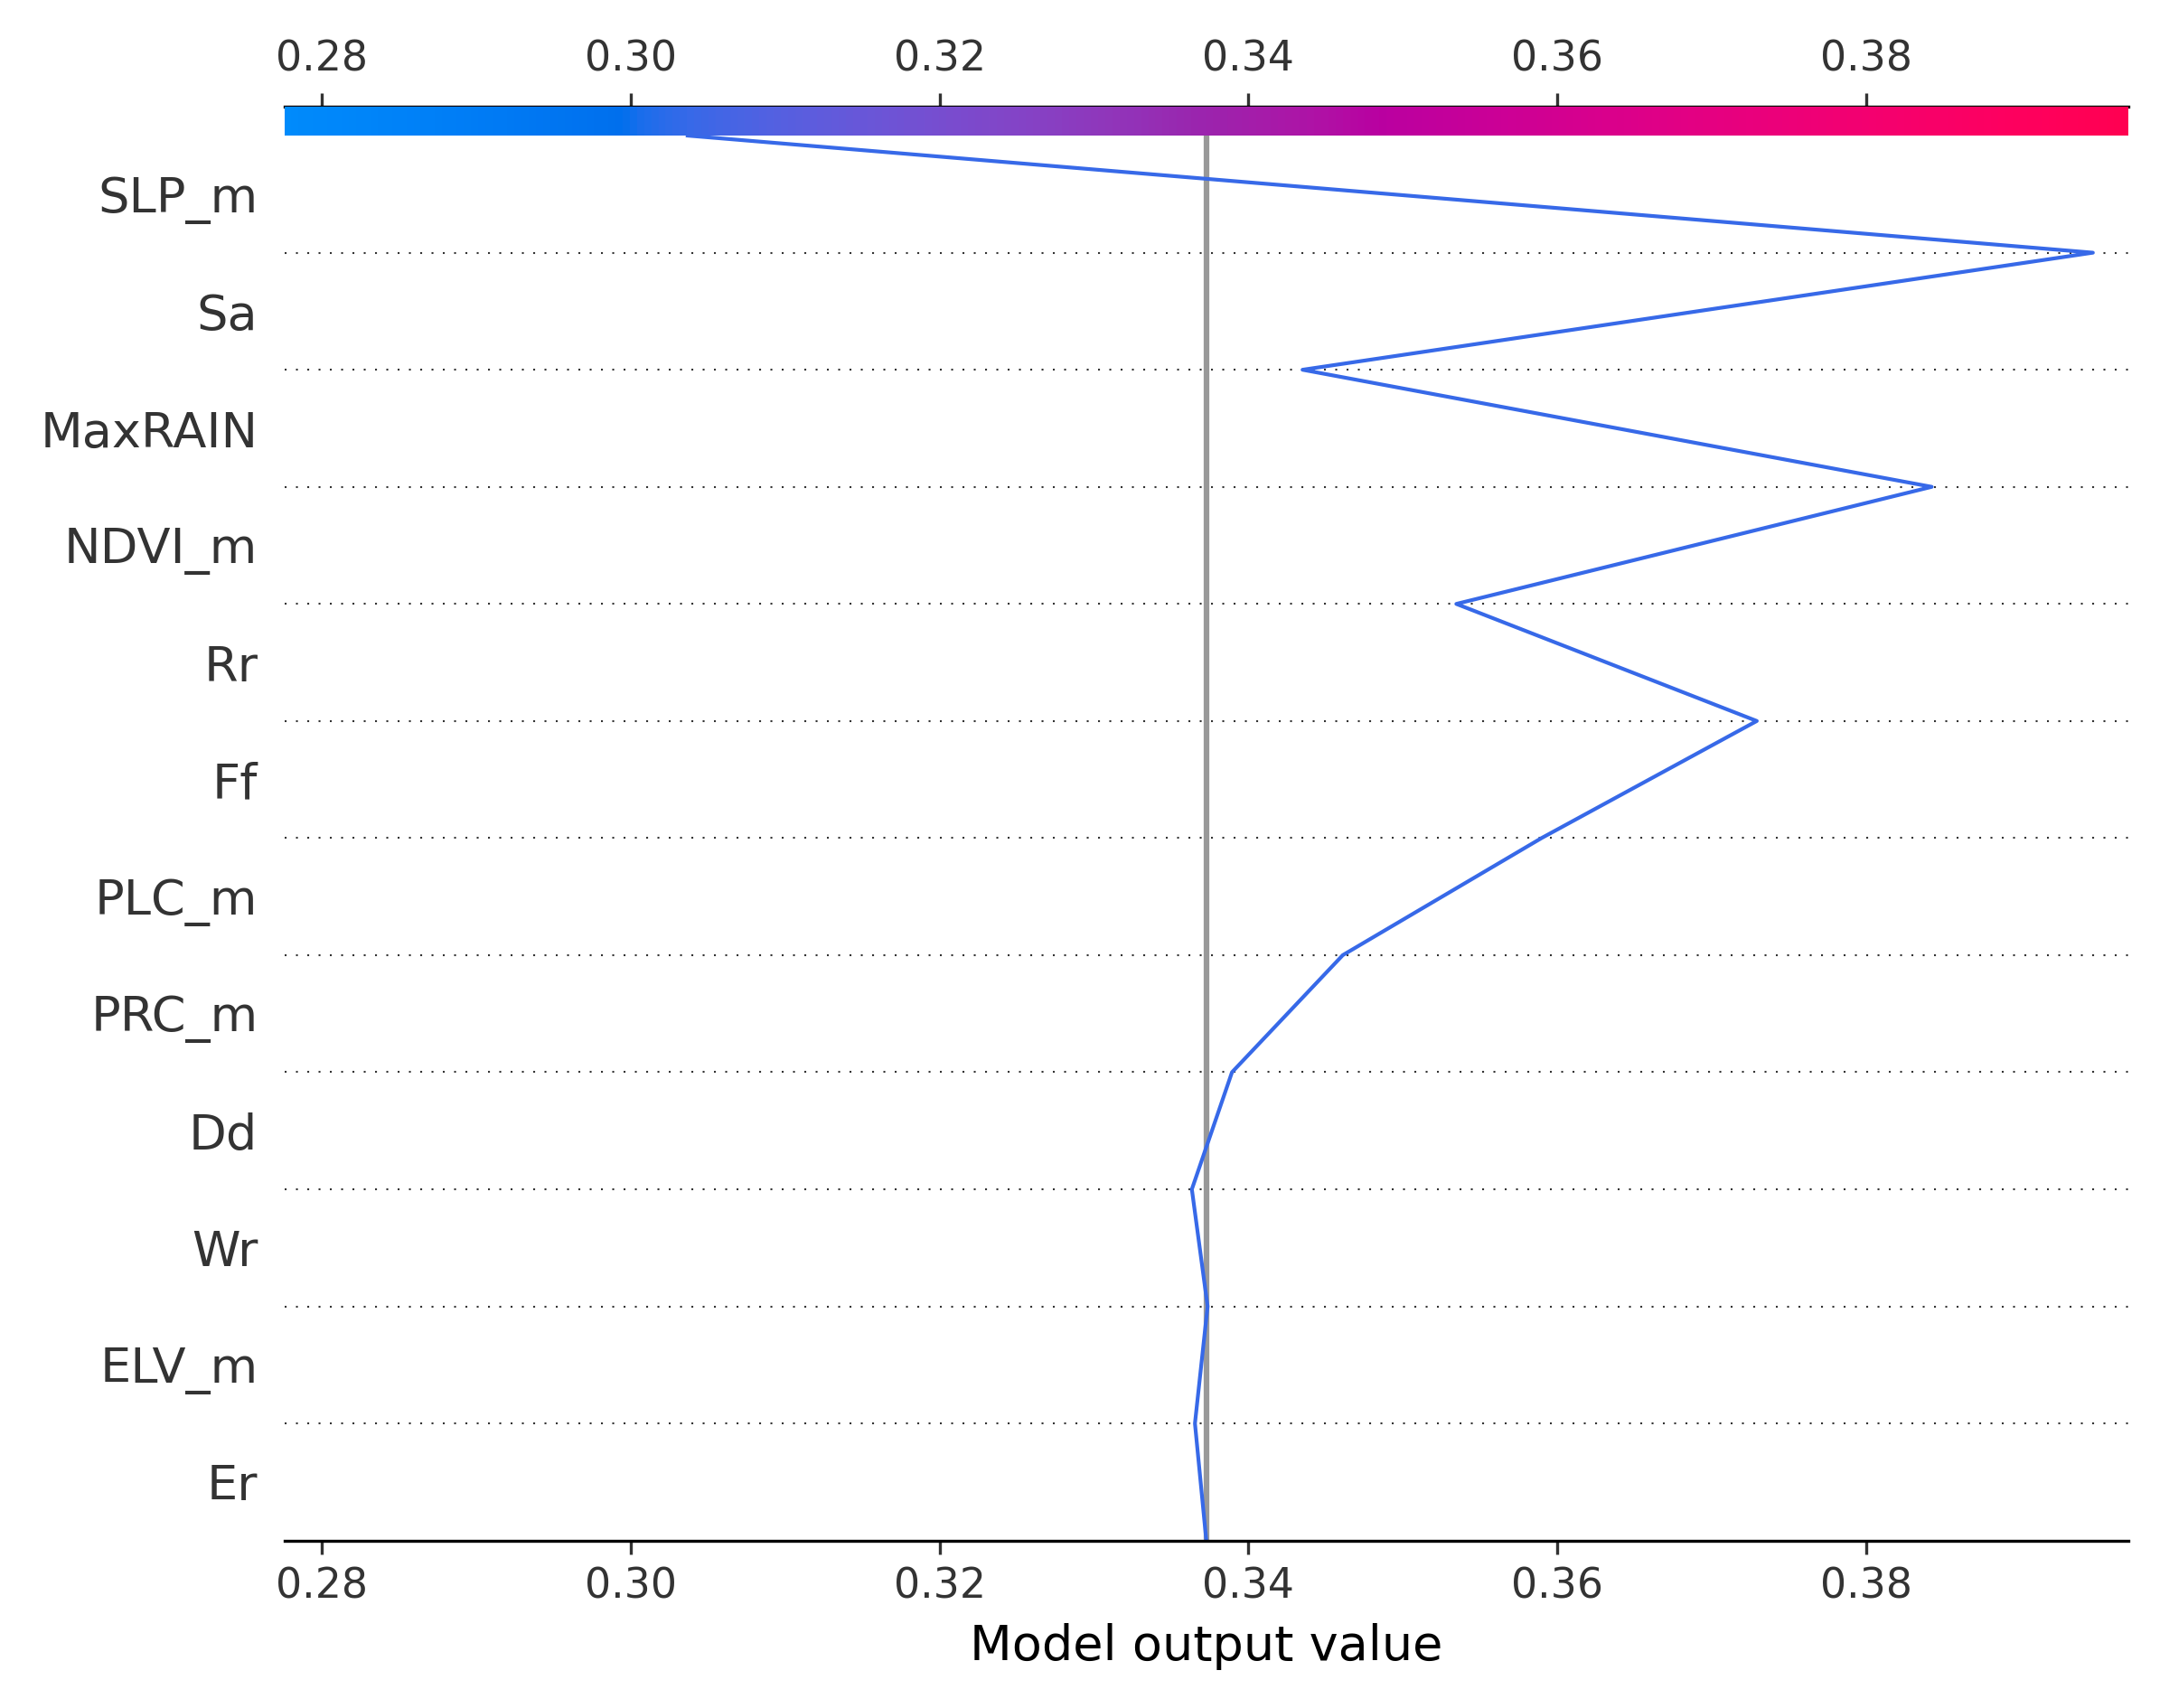 0.28 0.30 0.32 0.34 0.36 0.38
SLP_m
Sa
MaxRAIN
NDVI_m
Rr
Ff
PLC_m
PRC_m
Dd
Wr
ELV_m
Er
0.28 0.30 0.32 0.34 0.36 0.38
Model output value